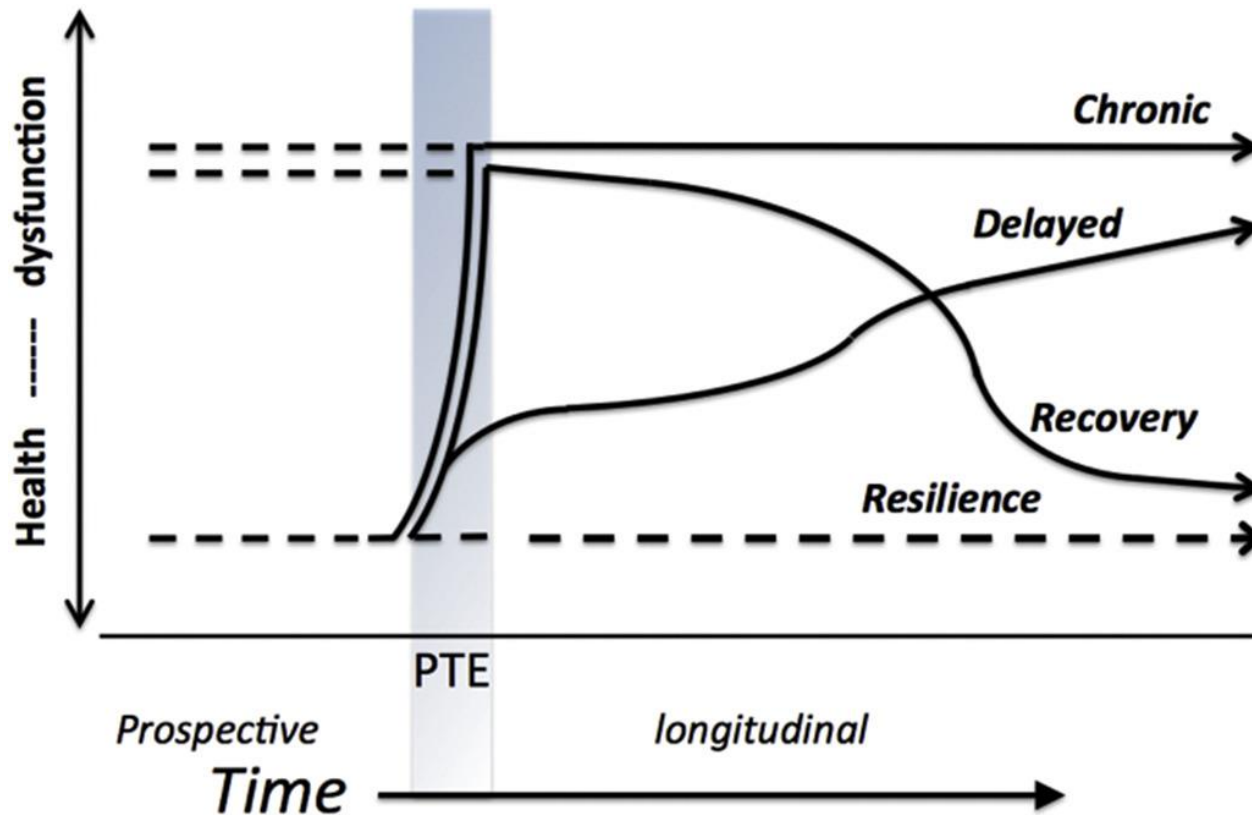 Health ------ dysfunction
Chronic
Delayed
Recovery
Resilience
PTE
Prospective
longitudinal
Time